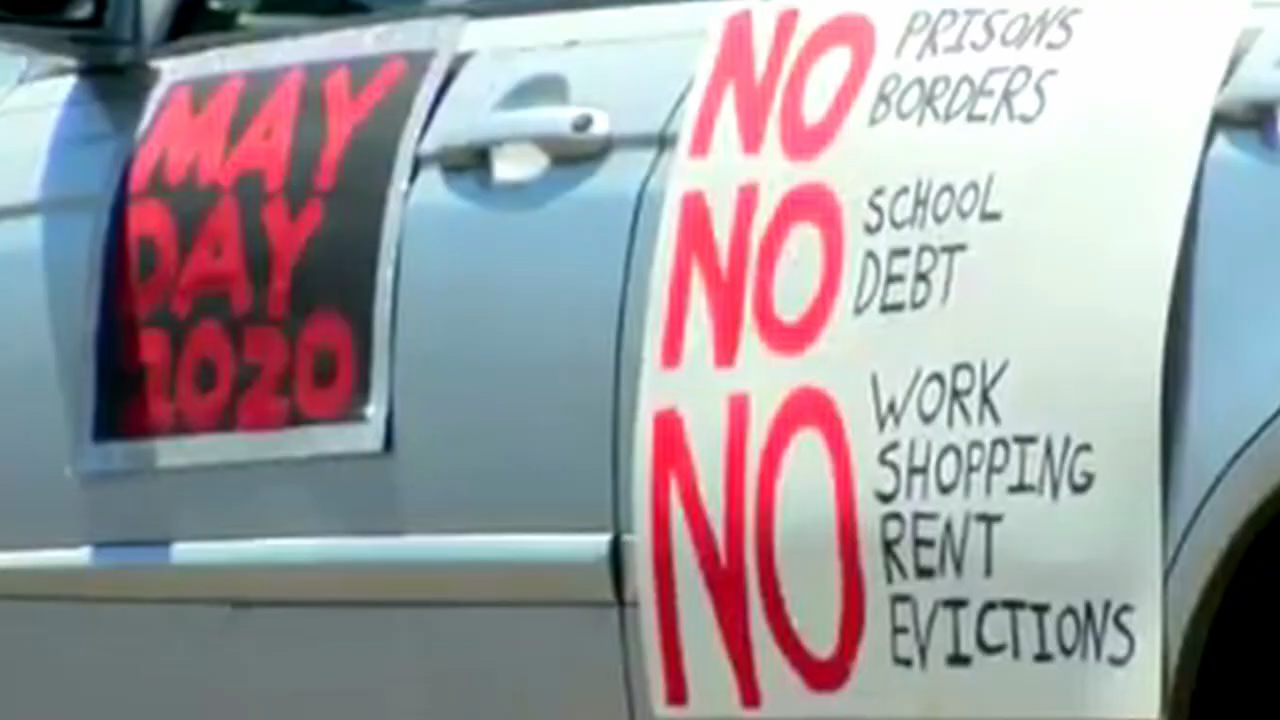 MAY
DAY
2020
NO PRISONS
BORDERS
NO SCHOOL
DEBT
NO WORK
SHOPPING
RENT
EVICTIONS